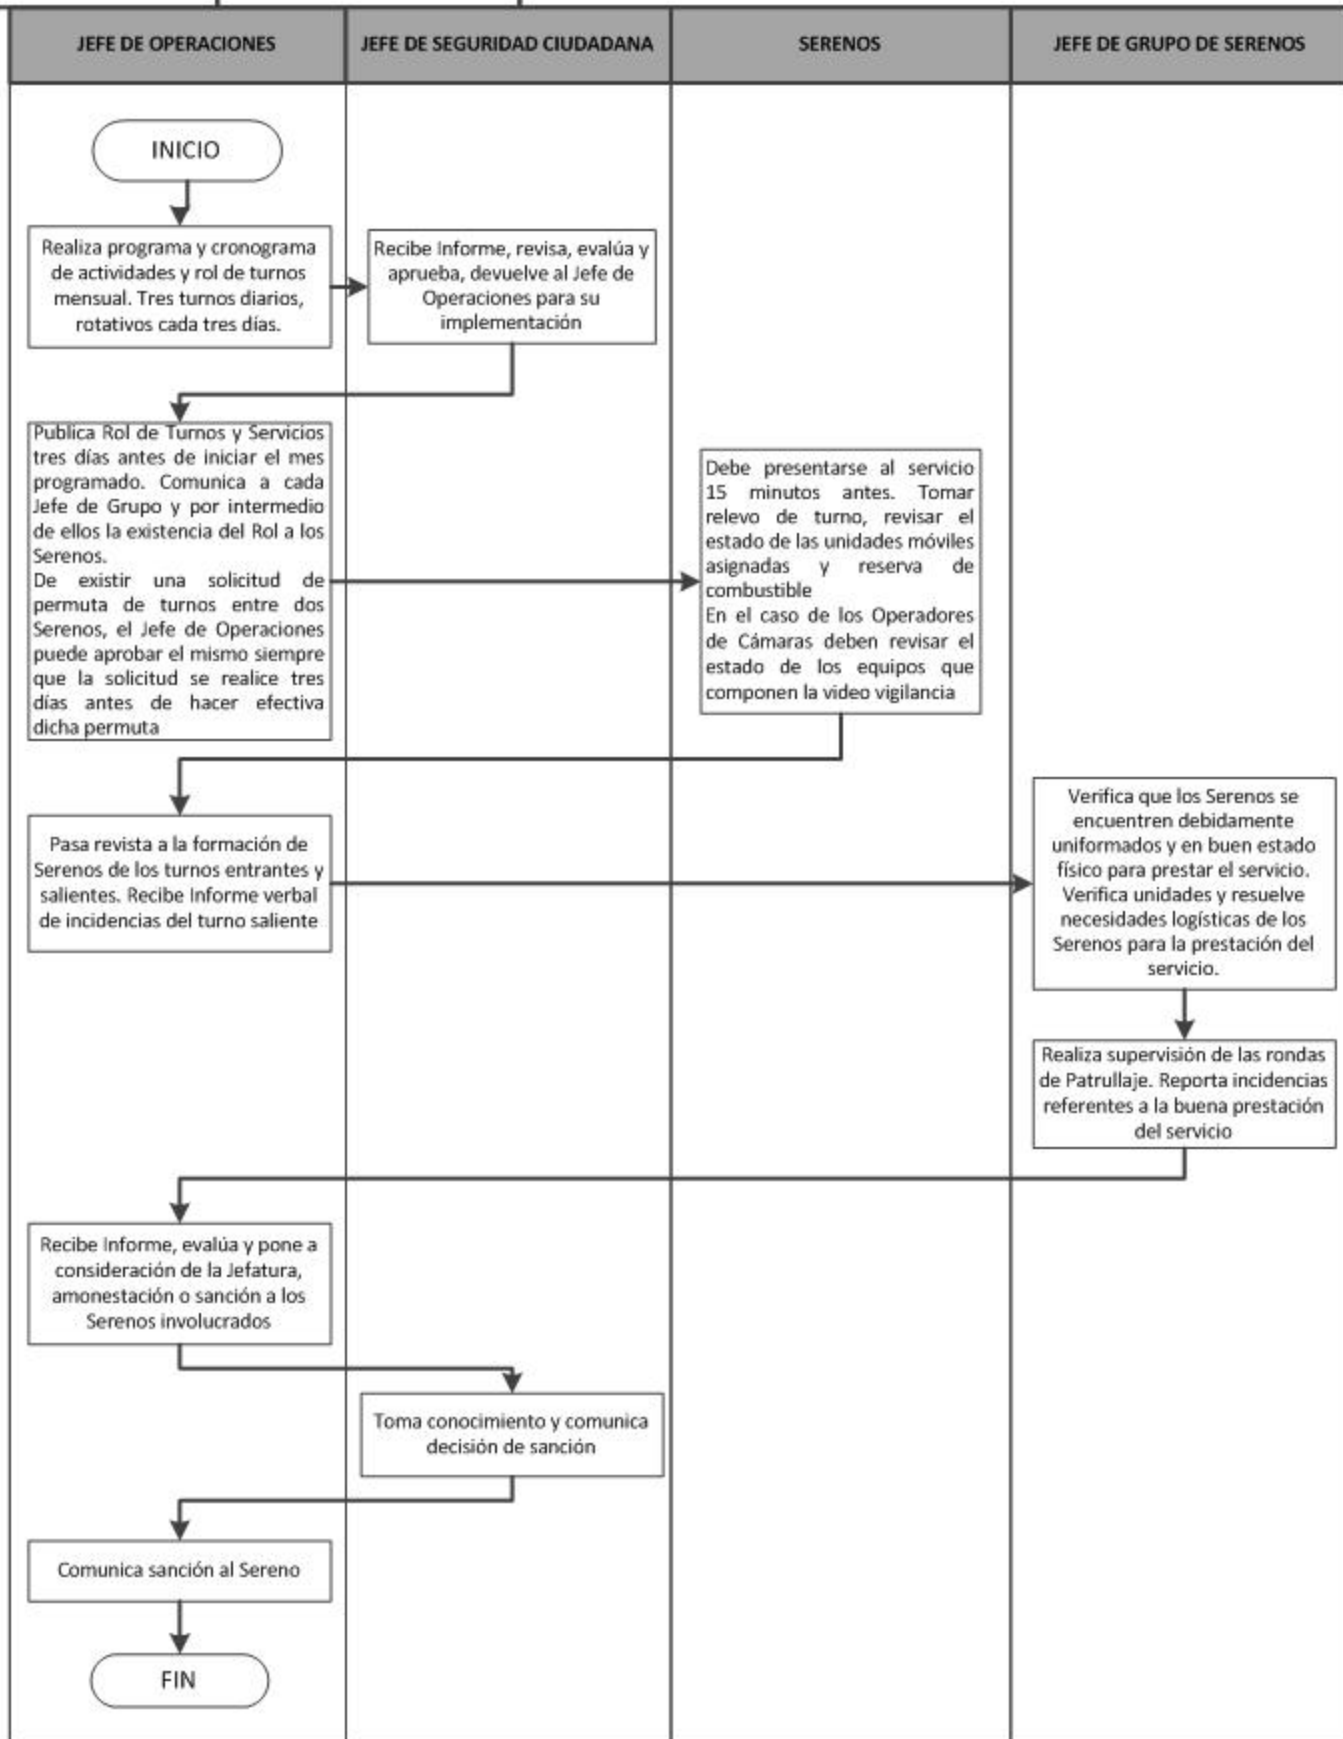 JEFE DE OPERACIONES
JEFE DE SEGURIDAD CIUDADANA
SERENOS
JEFE DE GRUPO DE SERENOS
INICIO
Realiza programa y cronograma
de actividades y rol de turnos
mensual. Tres turnos diarios,
rotativos cada tres días.
Recibe Informe, revisa, evalúa y
aprueba, devuelve al Jefe de
Operaciones para su
implementación
Publica Rol de Turnos y Servicios
tres días antes de iniciar el mes
programado. Comunica a cada
Jefe de Grupo y por intermedio
de ellos la existencia del Rol a los
Serenos.
De existir una solicitud de
permuta de turnos entre dos
Serenos, el Jefe de Operaciones
puede aprobar el mismo siempre
que la solicitud se realice tres
días antes de hacer efectiva
dicha permuta
Debe presentarse al servicio
15 minutos antes. Tomar
relevo de turno, revisar el
estado de las unidades móviles
asignadas y reserva de
combustible
En el caso de los Operadores
de Cámaras deben revisar el
estado de los equipos que
componen la video vigilancia
Pasa revista a la formación de
Serenos de los turnos entrantes y
salientes. Recibe Informe verbal
de incidencias del turno saliente
Verifica que los Serenos se
encuentren debidamente
uniformados y en buen estado
físico para prestar el servicio.
Verifica unidades y resuelve
necesidades logísticas de los
Serenos para la prestación del
servicio.
Realiza supervisión de las rondas
de Patrullaje. Reporta incidencias
referentes a la buena prestación
del servicio
Recibe Informe, evalúa y pone a
consideración de la Jefatura,
amonestación o sanción a los
Serenos involucrados
Toma conocimiento y comunica
decisión de sanción
Comunica sanción al Sereno
FIN